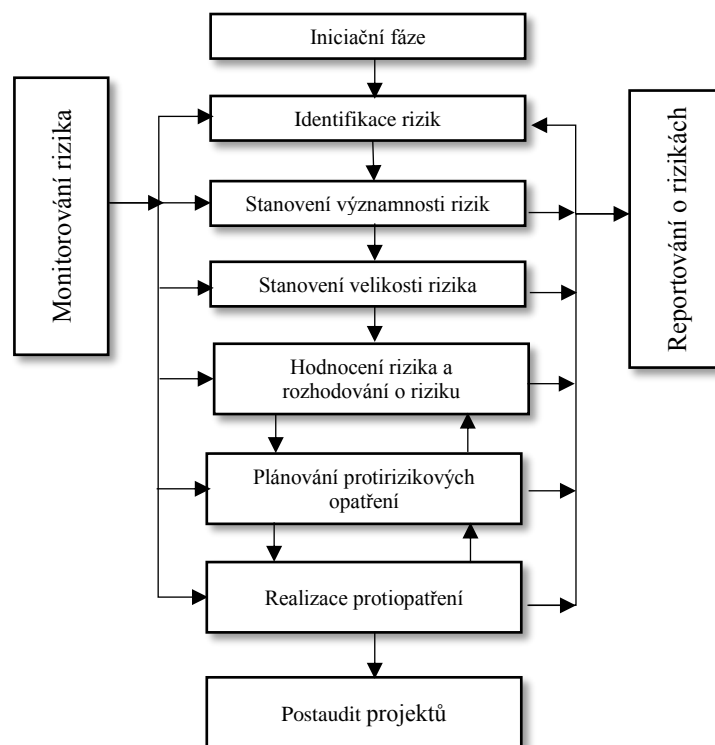 Iniciační fáze
Monitorování rizika
Identifikace rizik
Reportování o rizikách
Stanovení významnosti rizik
Stanovení velikosti rizika
Hodnocení rizika a
rozhodování o riziku
Plánování protirizikových
opatření
Realizace protiopatření
Postaudit projektů